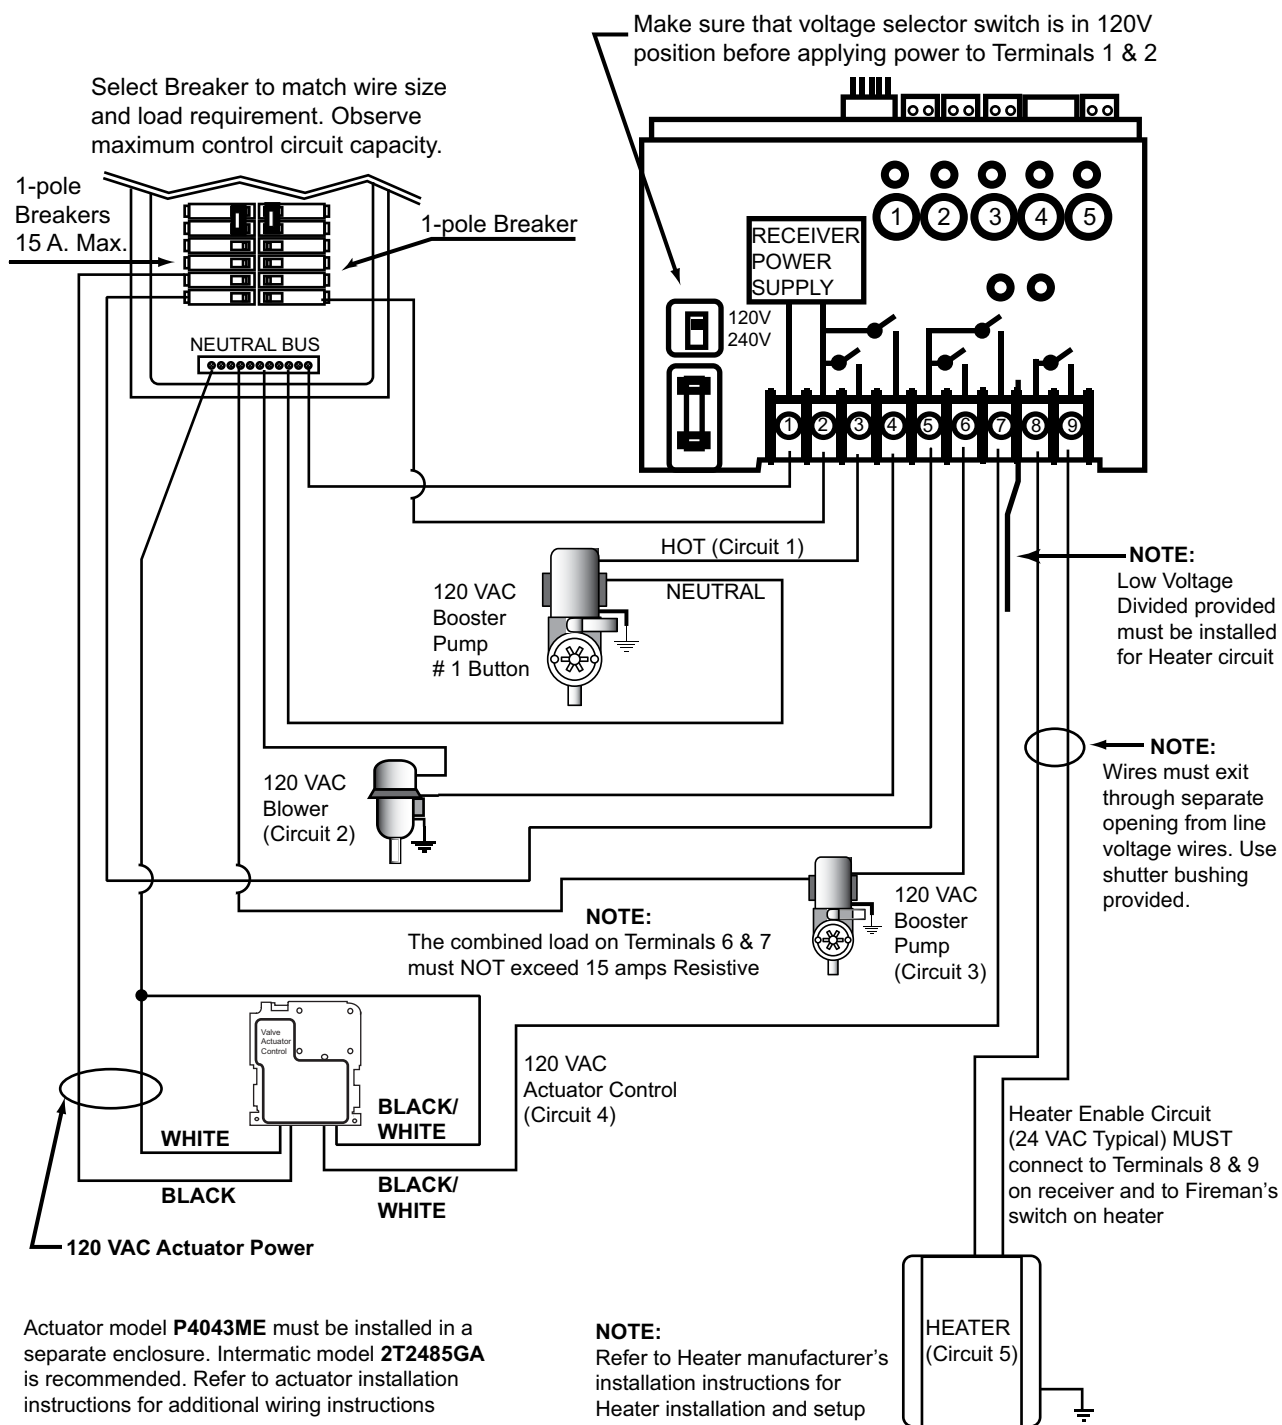 Make sure that voltage selector switch is in 120V
position before applying power to Terminals 1 & 2
Select Breaker to match wire size
and load requirement. Observe
maximum control circuit capacity.
1-pole
Breakers
15 A. Max.
1-pole Breaker
NEUTRAL BUS
1 2 3 4 5
RECEIVER
POWER
SUPPLY
120V
240V
1 2 3 4 5 6 7 8 9
HOT (Circuit 1)
NEUTRAL
120 VAC
Booster
Pump
# 1 Button
NOTE:
Low Voltage
Divided provided
must be installed
for Heater circuit
NOTE:
Wires must exit
through separate
opening from line
voltage wires. Use
shutter bushing
provided.
120 VAC
Blower
(Circuit 2)
120 VAC
Booster
Pump
(Circuit 3)
NOTE:
The combined load on Terminals 6 & 7
must NOT exceed 15 amps Resistive
Valve
Actuator
Control
120 VAC
Actuator Control
(Circuit 4)
BLACK/
WHITE
WHITE
BLACK
BLACK/
WHITE
120 VAC Actuator Power
Heater Enable Circuit
(24 VAC Typical) MUST
connect to Terminals 8 & 9
on receiver and to Fireman's
switch on heater
HEATER
(Circuit 5)
Actuator model P4043ME must be installed in a
separate enclosure. Intermatic model 2T2485GA
is recommended. Refer to actuator installation
instructions for additional wiring instructions
NOTE:
Refer to Heater manufacturer's
installation instructions for
Heater installation and setup